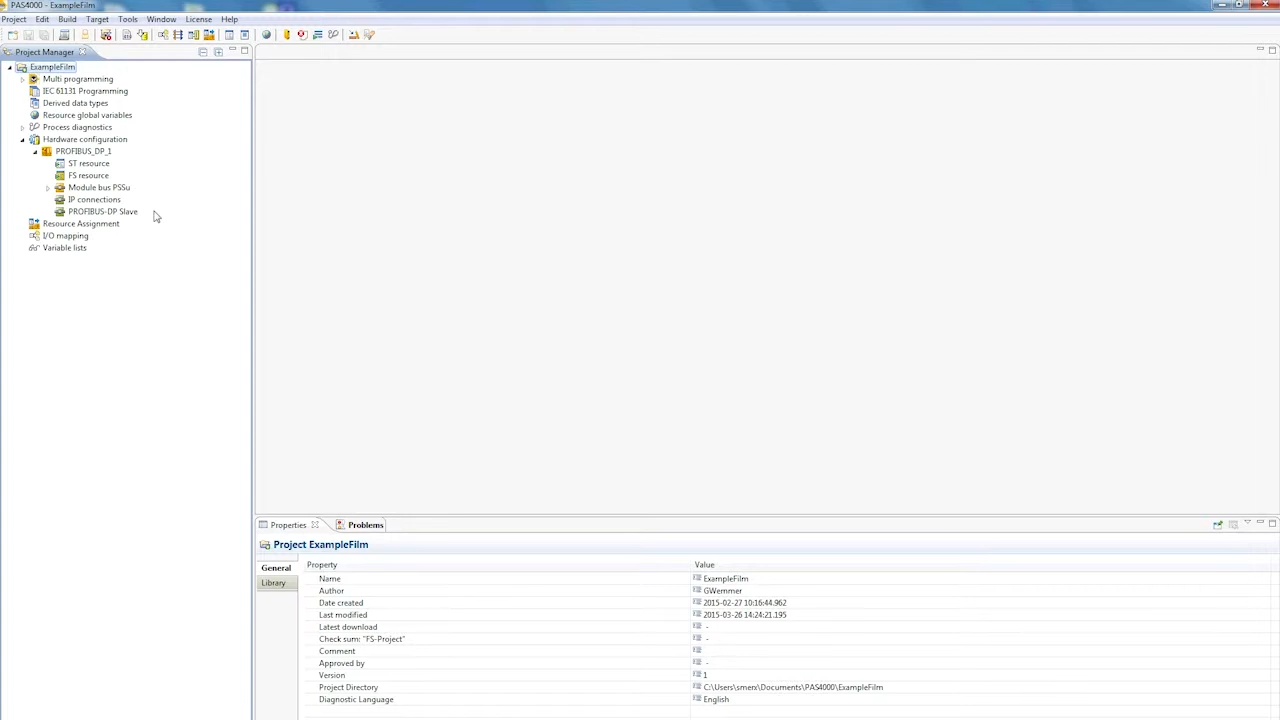 PAS4000 - ExampleFilm
Project Edit Build Target Tools Window License Help
Project Manager
ExampleFilm
Multi programming
IEC 61131 Programming
Derived data types
Resource global variables
Process diagnostics
Hardware configuration
PROFIBUS_DP_1
ST resource
FS resource
Module bus PSSu
IP connections
PROFIBUS-DP Slave
Resource Assignment
I/O mapping
Variable lists
Properties Problems
Project ExampleFilm
General
Library
Property Value
Name ExampleFilm
Author GWemmer
Date created 2015-02-27 10:16:44.962
Last modified 2015-03-26 14:24:21.195
Latest download -
Check sum: "FS-Project" -
Comment
Approved by -
Version 1
Project Directory C:\Users\smerx\Documents\PAS4000\ExampleFilm
Diagnostic Language English